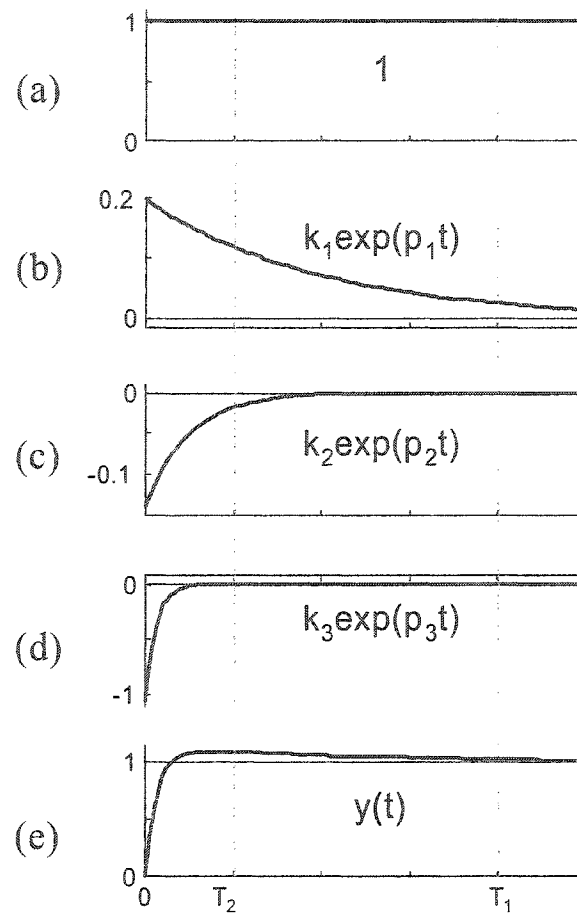 1
(a)
1
0
0.2
k₁exp(p₁t)
(b)
0
0
(c)
k₂exp(p₂t)
-0.1
0
k₃exp(p₃t)
(d)
-1
1
y(t)
(e)
0
0 T₂ T₁